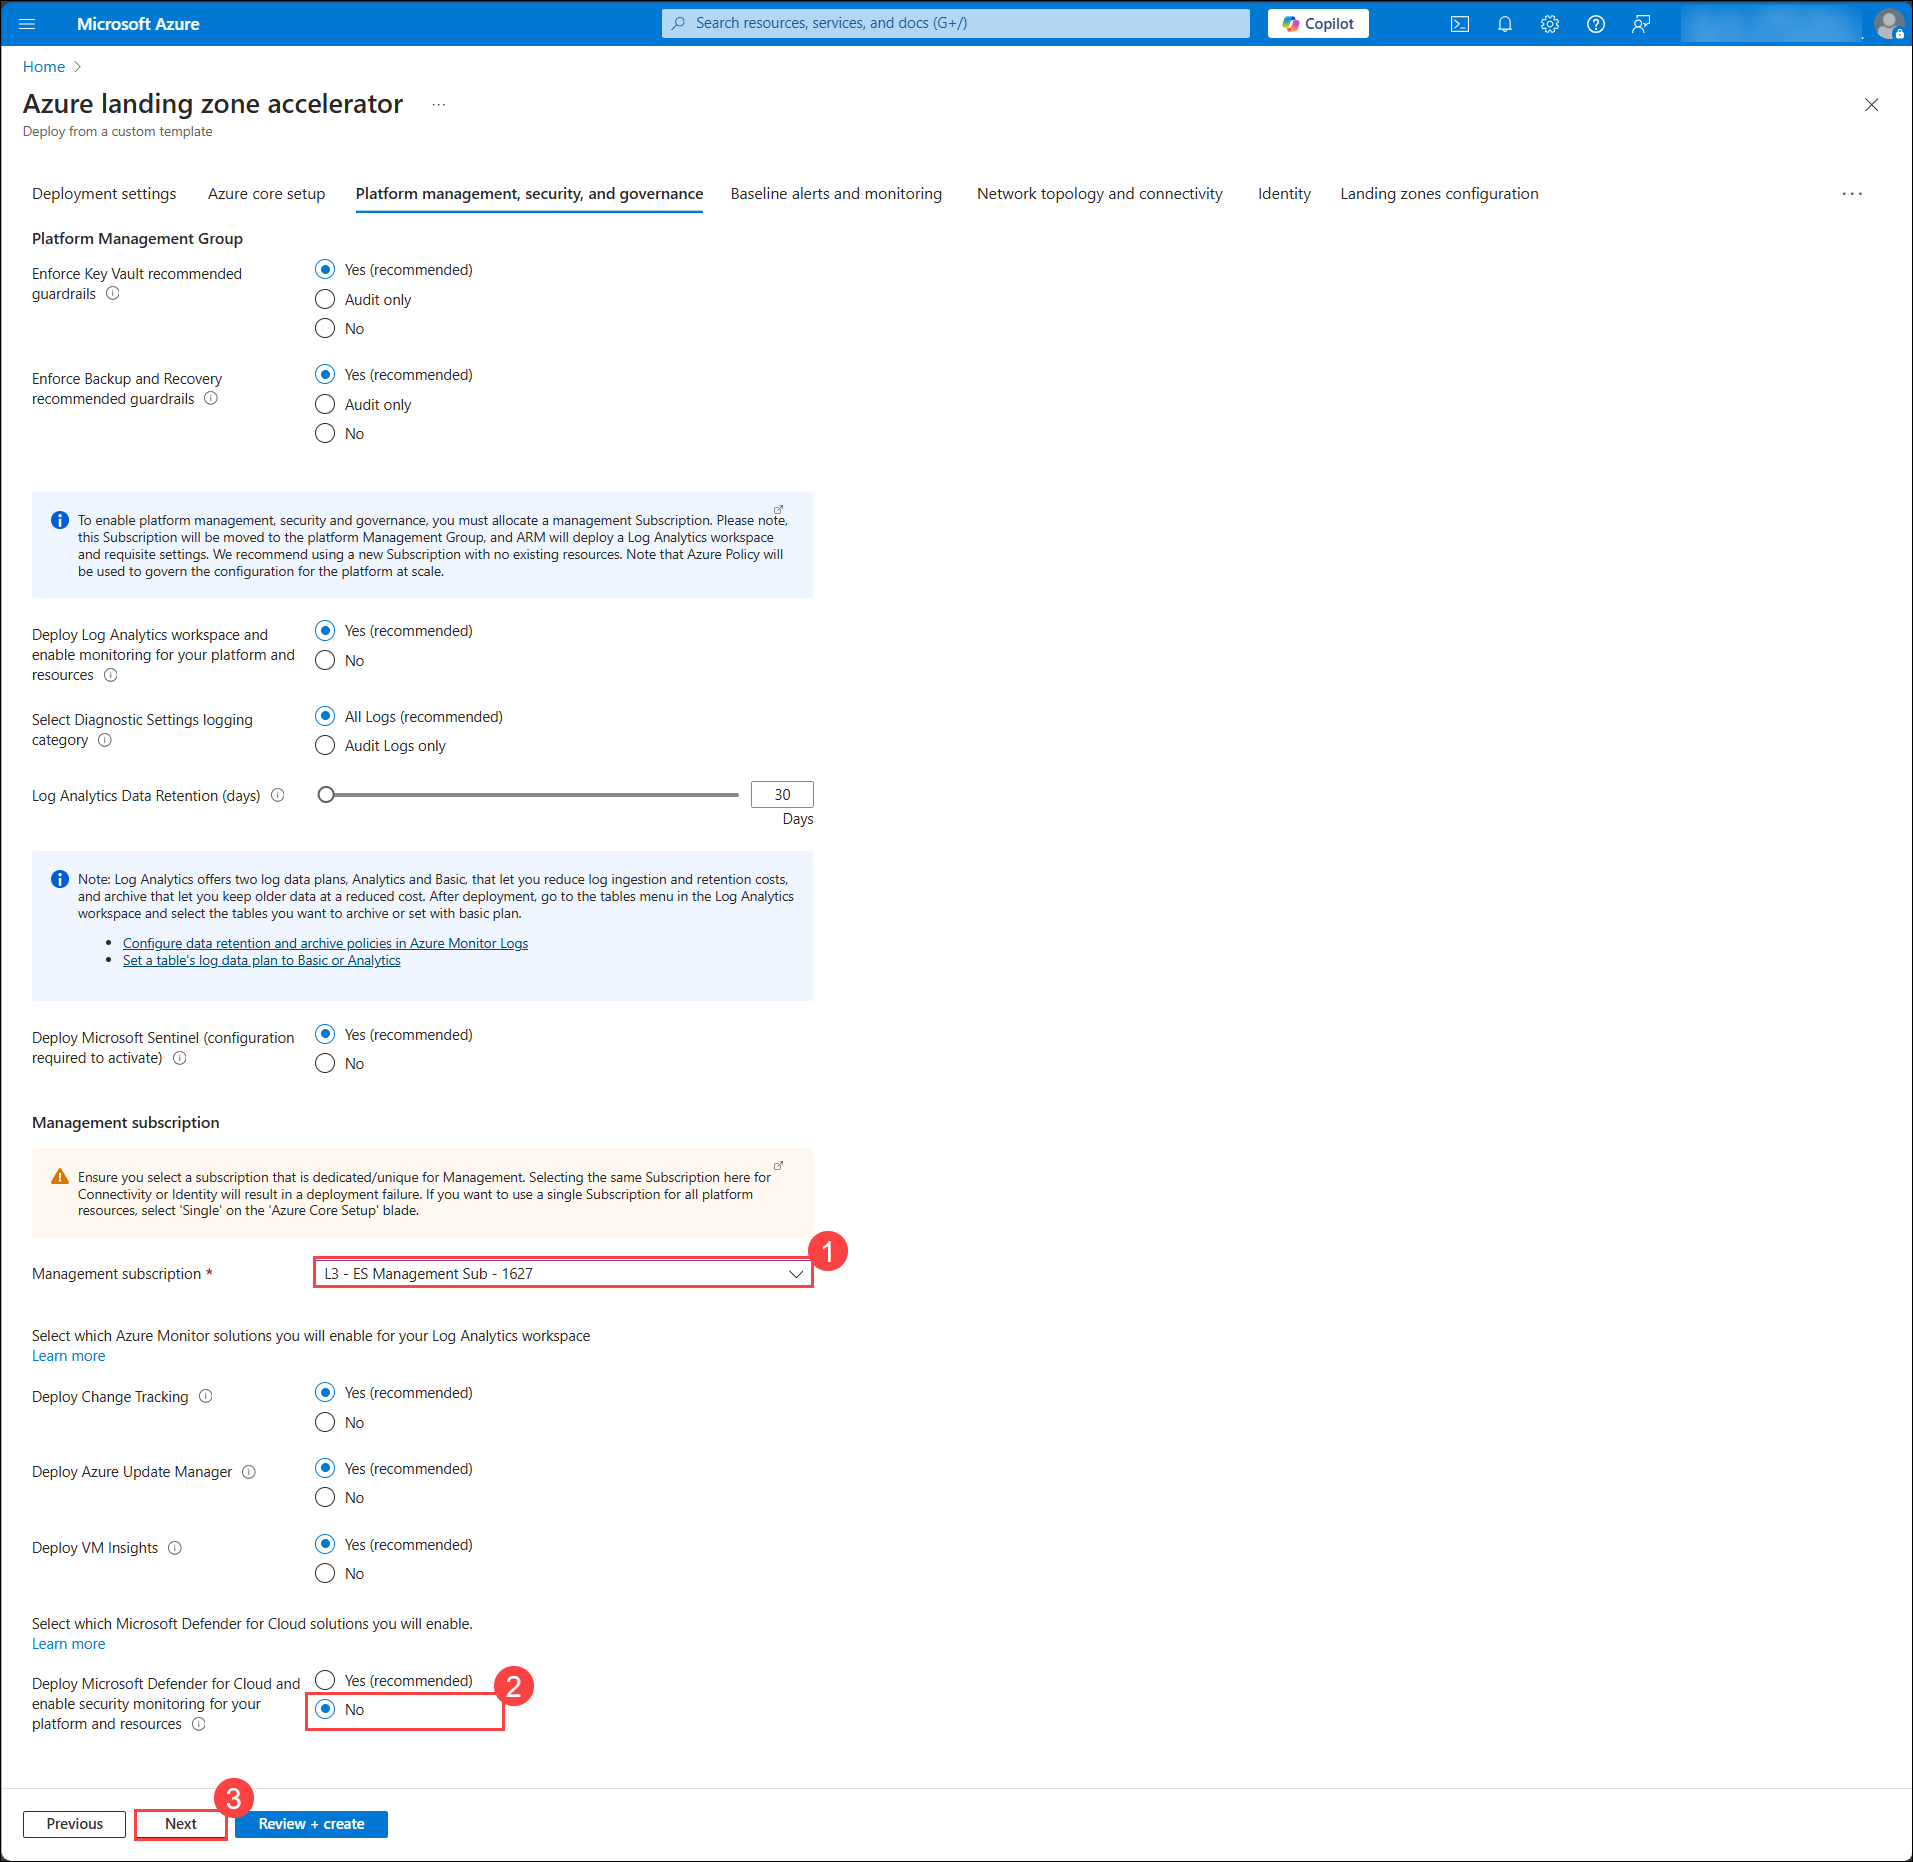 Microsoft Azure
Search resources, services, and docs (G+/)
Copilot
Home
Azure landing zone accelerator ...
Deploy from a custom template
Deployment settings Azure core setup Platform management, security, and governance Baseline alerts and monitoring Network topology and connectivity Identity Landing zones configuration ...
Platform Management Group
Enforce Key Vault recommended
guardrails
Yes (recommended)
Audit only
No
Enforce Backup and Recovery
recommended guardrails
Yes (recommended)
Audit only
No
To enable platform management, security and governance, you must allocate a management Subscription. Please note,
this Subscription will be moved to the platform Management Group, and ARM will deploy a Log Analytics workspace
and requisite settings. We recommend using a new Subscription with no existing resources. Note that Azure Policy will
be used to govern the configuration for the platform at scale.
Deploy Log Analytics workspace and
enable monitoring for your platform and
resources
Yes (recommended)
No
Select Diagnostic Settings logging
category
All Logs (recommended)
Audit Logs only
Log Analytics Data Retention (days)
30
Days
Note: Log Analytics offers two log data plans, Analytics and Basic, that let you reduce log ingestion and retention costs,
and archive that let you keep older data at a reduced cost. After deployment, go to the tables menu in the Log Analytics
workspace and select the tables you want to archive or set with basic plan.
• Configure data retention and archive policies in Azure Monitor Logs
• Set a table's log data plan to Basic or Analytics
Deploy Microsoft Sentinel (configuration
required to activate)
Yes (recommended)
No
Management subscription
Ensure you select a subscription that is dedicated/unique for Management. Selecting the same Subscription here for
Connectivity or Identity will result in a deployment failure. If you want to use a single Subscription for all platform
resources, select 'Single' on the 'Azure Core Setup' blade.
1
Management subscription *
L3 - ES Management Sub - 1627
Select which Azure Monitor solutions you will enable for your Log Analytics workspace
Learn more
Deploy Change Tracking
Yes (recommended)
No
Deploy Azure Update Manager
Yes (recommended)
No
Deploy VM Insights
Yes (recommended)
No
Select which Microsoft Defender for Cloud solutions you will enable.
Learn more
Deploy Microsoft Defender for Cloud and
enable security monitoring for your
platform and resources
Yes (recommended)
2
No
3
Previous
Next
Review + create